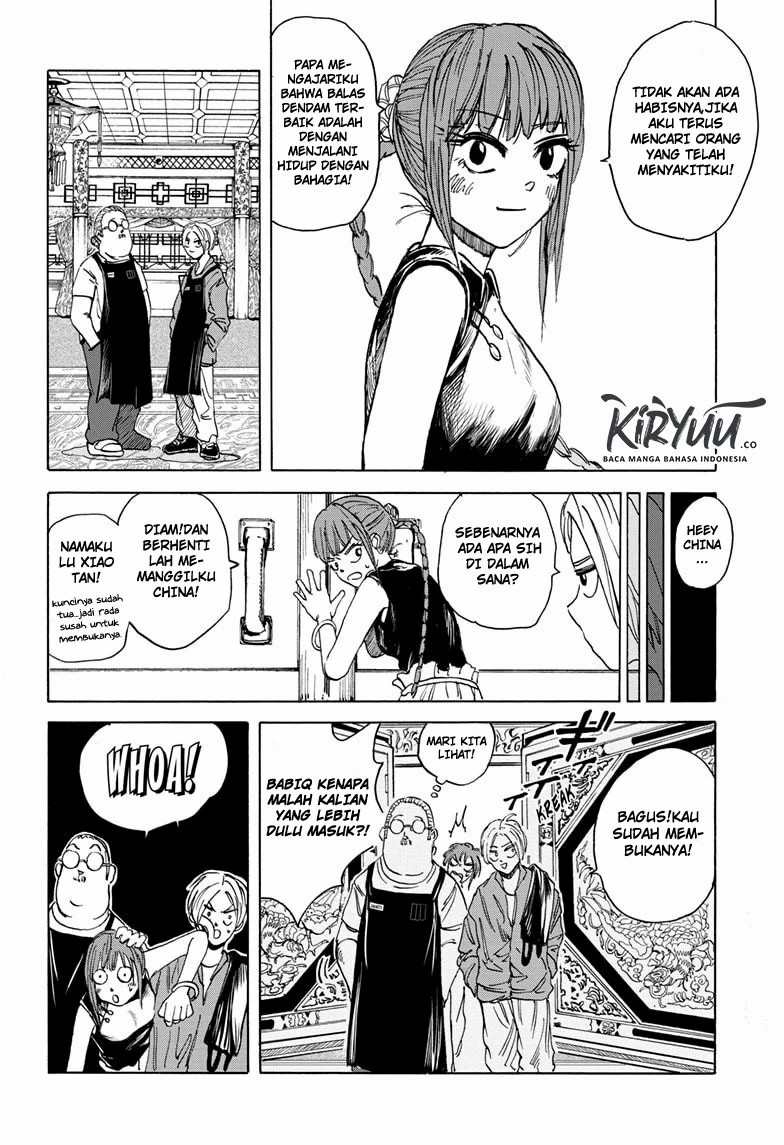 TIDAK AKAN ADA
HABISNYA,JIKA
AKU TERUS
MENCARI ORANG
YANG TELAH
MENYAKITIKU!
PAPA ME-
NGAJARIKU
BAHWA BALAS
DENDAM TER-
BAIK ADALAH
DENGAN
MENJALANI
HIDUP DENGAN
BAHAGIA!
KIRYUU.CO
BACA MANGA BAHASA INDONESIA
HEEY
CHINA
...
SEBENARNYA
ADA APA SIH
DI DALAM
SANA?
DIAM!DAN
BERHENTI
LAH ME-
MANGGILKU
CHINA!
NAMAKU
LU XIAO
TAN!
kuncinya sudah
tua..jadi rada
susah untuk
membukanya.
BAGUS!KAU
SUDAH MEM-
BUKANYA!
ギイイイ
KREAK
MARI KITA
LIHAT!
BABIQ KENAPA
MALAH KALIAN
YANG LEBIH
DULU MASUK?!
WHOA!